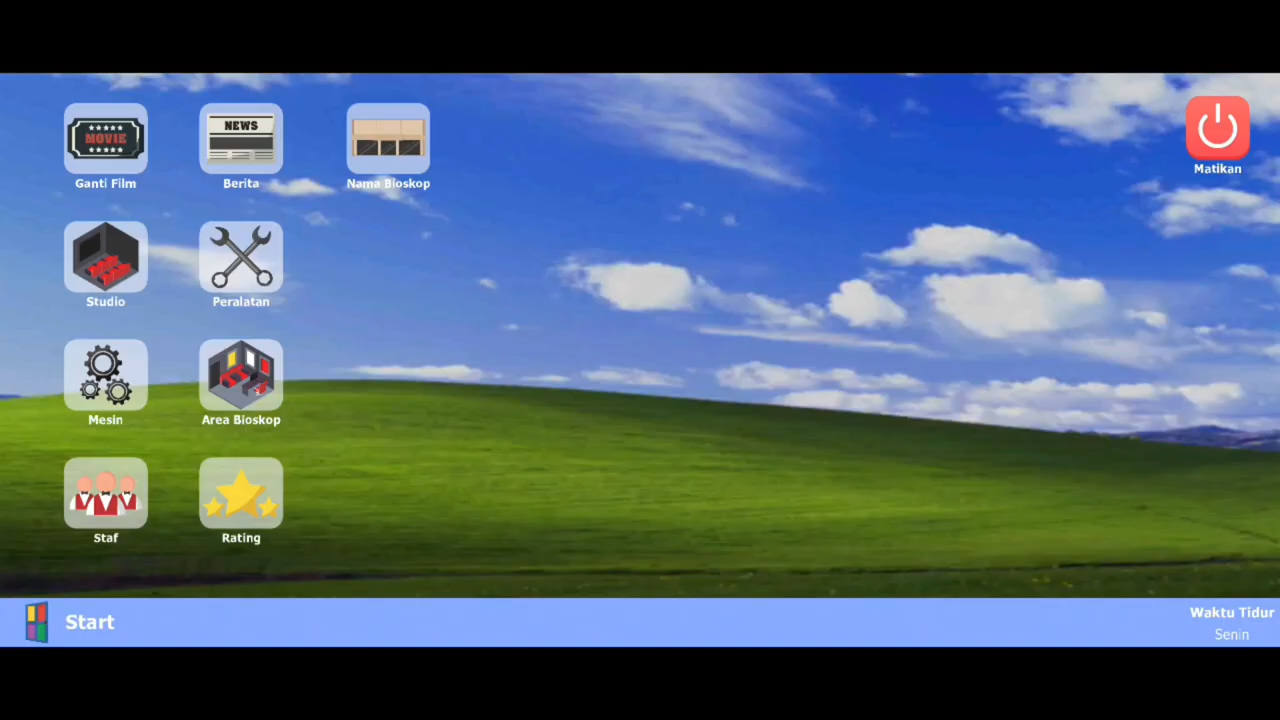 MOVIE
Ganti Film
NEWS
Berita
Nama Bioskop
Matikan
Studio
Peralatan
Mesin
Area Bioskop
Staf
Rating
Start
Waktu Tidur
Senin